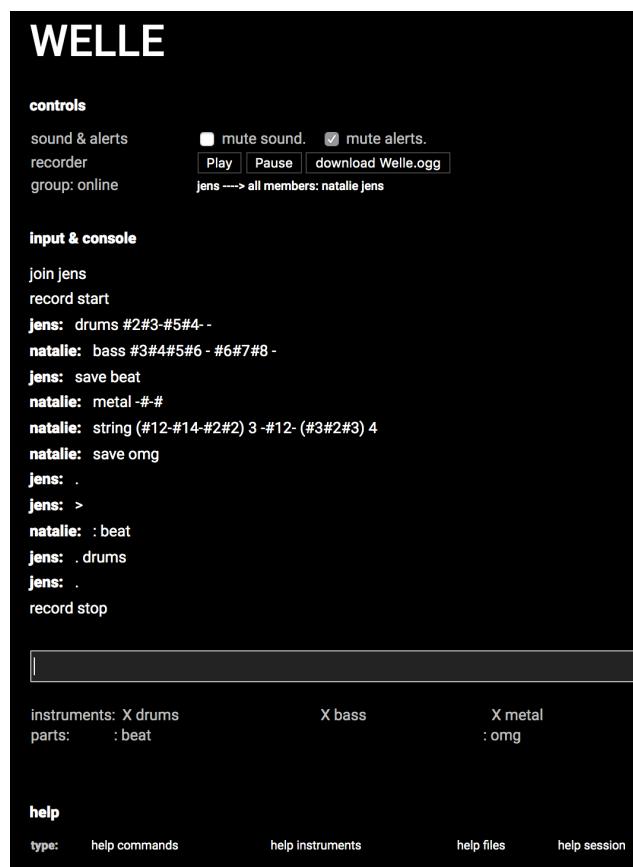 WELLE
controls
sound & alerts mute sound. mute alerts.
recorder Play Pause download Welle.ogg
group: online jens ----> all members: natalie jens
input & console
join jens
record start
jens: drums #2#3-#5#4- -
natalie: bass #3#4#5#6 - #6#7#8 -
jens: save beat
natalie: metal -#-#
natalie: string (#12-#14-#2#2) 3 -#12- (#3#2#3) 4
natalie: save omg
jens: .
jens: >
natalie: : beat
jens: . drums
jens: .
record stop
instruments: X drums X bass X metal
parts: : beat : omg
help
type: help commands help instruments help files help session